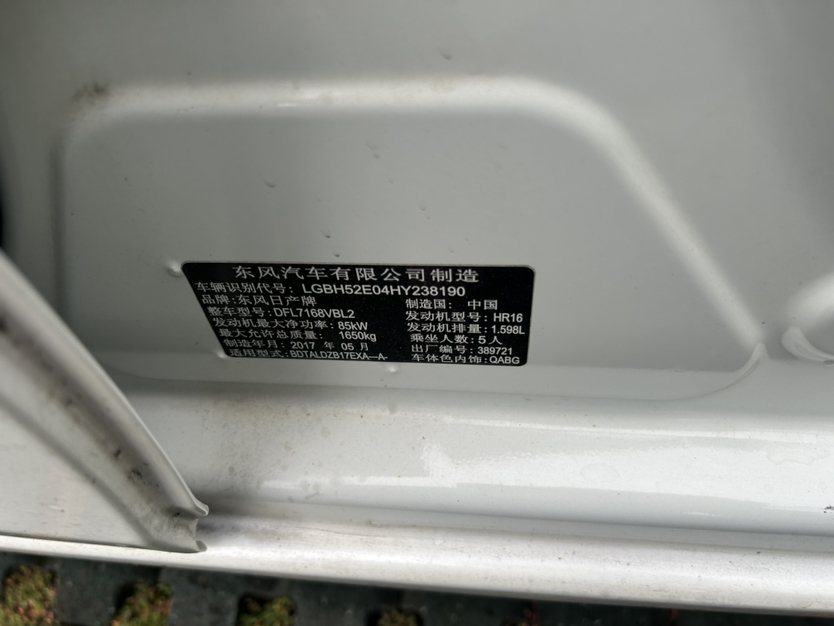 东风汽车有限公司制造
车辆识别代号: LGBH52E04HY238190
品牌:东风日产牌 制造国: 中国
整车型号:DFL7168VBL2 发动机型号:HR16
发动机最大净功率:85kW 发动机排量:1.598L
最大允许总质量: 1650kg 乘坐人数:5人
制造年月:2017 年 05 月 出厂编号:389721
适用型式:BDTALDZB17EXA—A- 车体色内饰:QABG